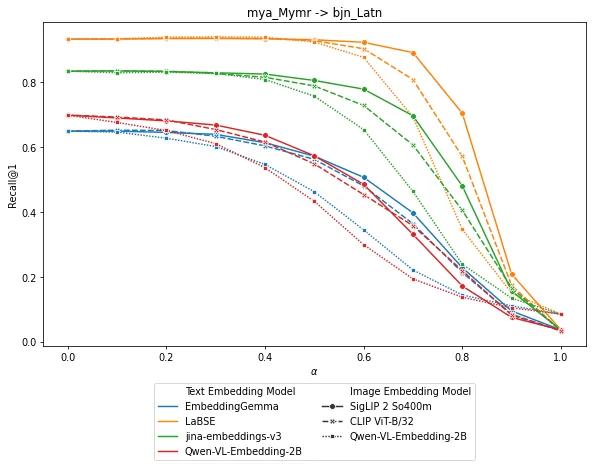 mya_Mymr -> bjn_Latn
Recall@1
0.8
0.6
0.4
0.2
0.0
0.0 0.2 0.4 0.6 0.8 1.0
α
Text Embedding Model
EmbeddingGemma
LaBSE
jina-embeddings-v3
Qwen-VL-Embedding-2B
Image Embedding Model
SigLIP 2 So400m
CLIP ViT-B/32
Qwen-VL-Embedding-2B